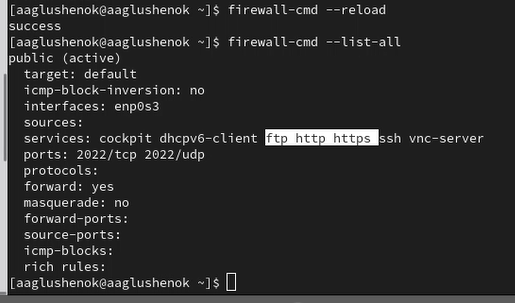 [aaglushenok@aaglushenok ~]$ firewall-cmd --reload
success
[aaglushenok@aaglushenok ~]$ firewall-cmd --list-all
public (active)
  target: default
  icmp-block-inversion: no
  interfaces: enp0s3
  sources:
  services: cockpit dhcpv6-client ftp http https ssh vnc-server
  ports: 2022/tcp 2022/udp
  protocols:
  forward: yes
  masquerade: no
  forward-ports:
  source-ports:
  icmp-blocks:
  rich rules:
[aaglushenok@aaglushenok ~]$